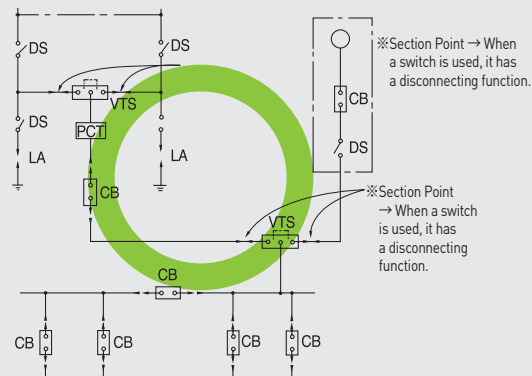 DS
DS
※Section Point → When
a switch is used, it has
a disconnecting function.
CB
VTS
DS
PCT
DS
LA
LA
CB
※Section Point
→ When a switch
is used, it has
a disconnecting
function.
VTS
CB
CB
CB
CB
CB